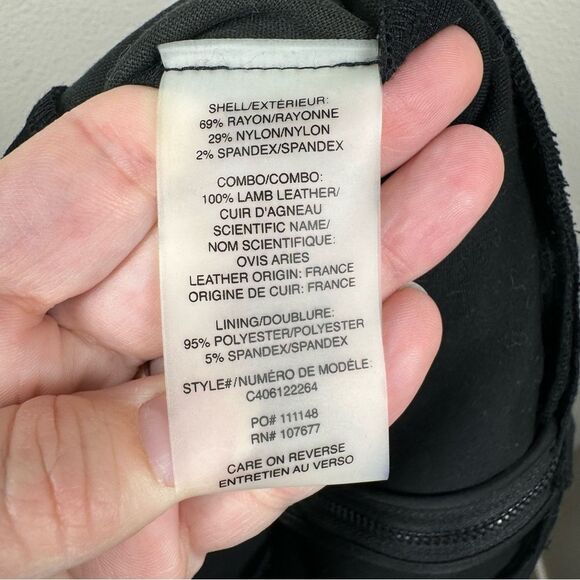 SHELL/EXTÉRIEUR:
69% RAYON/RAYONNE
29% NYLON/NYLON
2% SPANDEX/SPANDEX
COMBO/COMBO:
100% LAMB LEATHER/
CUIR D'AGNEAU
SCIENTIFIC NAME/
NOM SCIENTIFIQUE:
OVIS ARIES
LEATHER ORIGIN: FRANCE
ORIGINE DE CUIR: FRANCE
LINING/DOUBLURE:
95% POLYESTER/POLYESTER
5% SPANDEX/SPANDEX
STYLE#/NUMÉRO DE MODÈLE:
C406122264
PO# 111148
RN# 107677
CARE ON REVERSE
ENTRETIEN AU VERSO